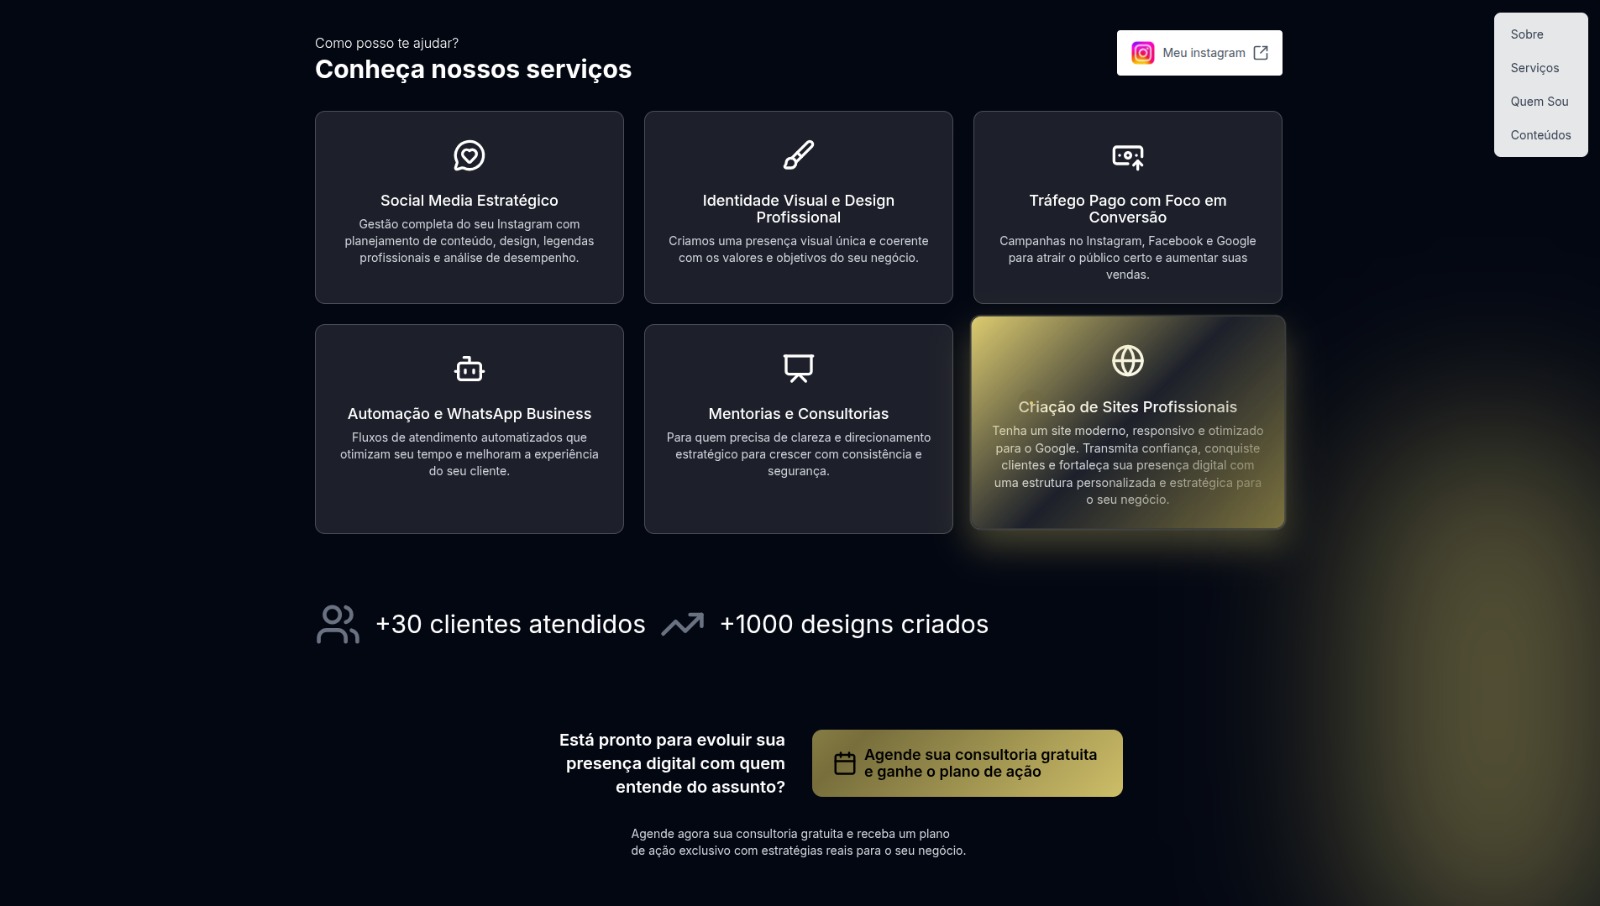 Como posso te ajudar?
Conheça nossos serviços
Meu instagram
Sobre
Serviços
Quem Sou
Conteúdos
Social Media Estratégico
Gestão completa do seu Instagram com
planejamento de conteúdo, design, legendas
profissionais e análise de desempenho.
Identidade Visual e Design
Profissional
Criamos uma presença visual única e coerente
com os valores e objetivos do seu negócio.
Tráfego Pago com Foco em
Conversão
Campanhas no Instagram, Facebook e Google
para atrair o público certo e aumentar suas
vendas.
Automação e WhatsApp Business
Fluxos de atendimento automatizados que
otimizam seu tempo e melhoram a experiência
do seu cliente.
Mentorias e Consultorias
Para quem precisa de clareza e direcionamento
estratégico para crescer com consistência e
segurança.
Criação de Sites Profissionais
Tenha um site moderno, responsivo e otimizado
para o Google. Transmita confiança, conquiste
clientes e fortaleça sua presença digital com
uma estrutura personalizada e estratégica para
o seu negócio.
+30 clientes atendidos
+1000 designs criados
Está pronto para evoluir sua
presença digital com quem
entende do assunto?
Agende sua consultoria gratuita
e ganhe o plano de ação
Agende agora sua consultoria gratuita e receba um plano
de ação exclusivo com estratégias reais para o seu negócio.